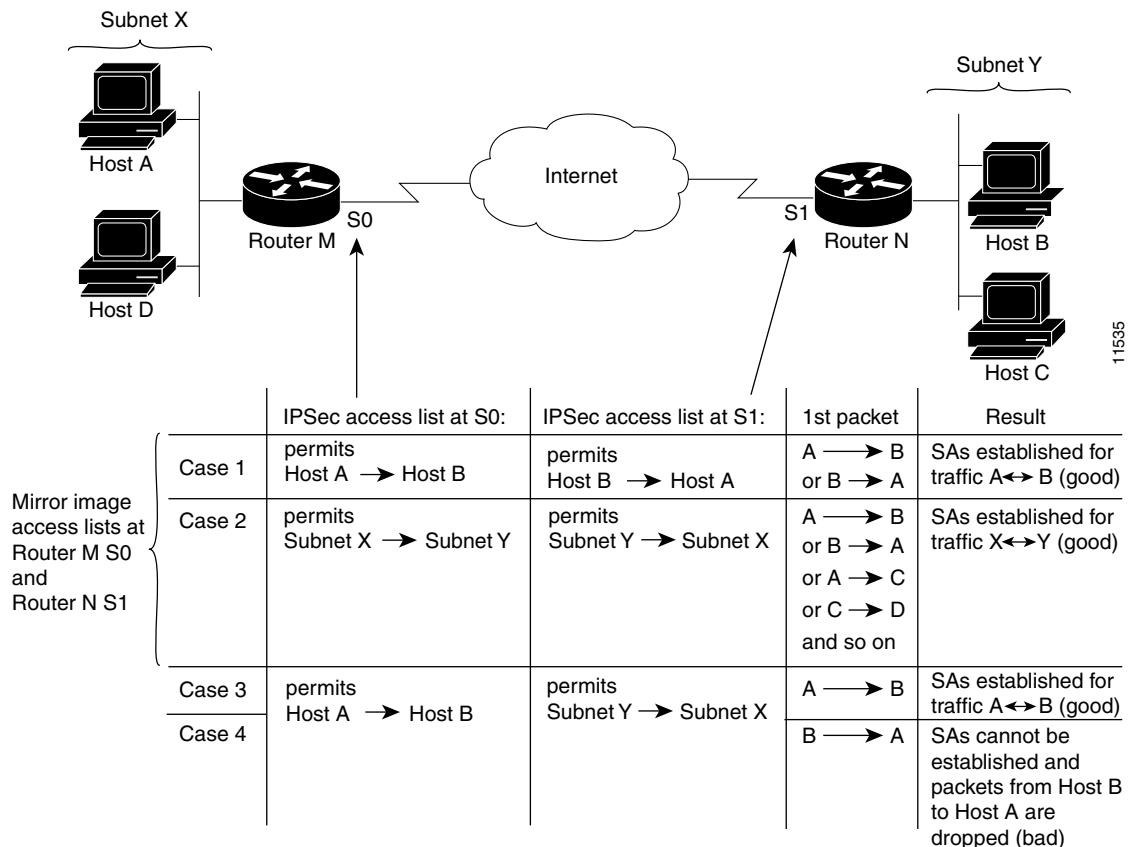 Subnet X
Subnet Y
Host A
Internet
S0
S1
Router M
Router N
Host B
Host D
Host C
11535
IPSec access list at S0:
IPSec access list at S1:
1st packet
Result
Mirror image
access lists at
Router M S0
and
Router N S1
Case 1
permits
Host A → Host B
permits
Host B → Host A
A → B
or B → A
SAs established for
traffic A↔B (good)
Case 2
permits
Subnet X → Subnet Y
permits
Subnet Y → Subnet X
A → B
or B → A
or A → C
or C → D
and so on
SAs established for
traffic X↔Y (good)
Case 3
permits
Host A → Host B
permits
Subnet Y → Subnet X
A → B
SAs established for
traffic A↔B (good)
Case 4
B → A
SAs cannot be
established and
packets from Host B
to Host A are
dropped (bad)